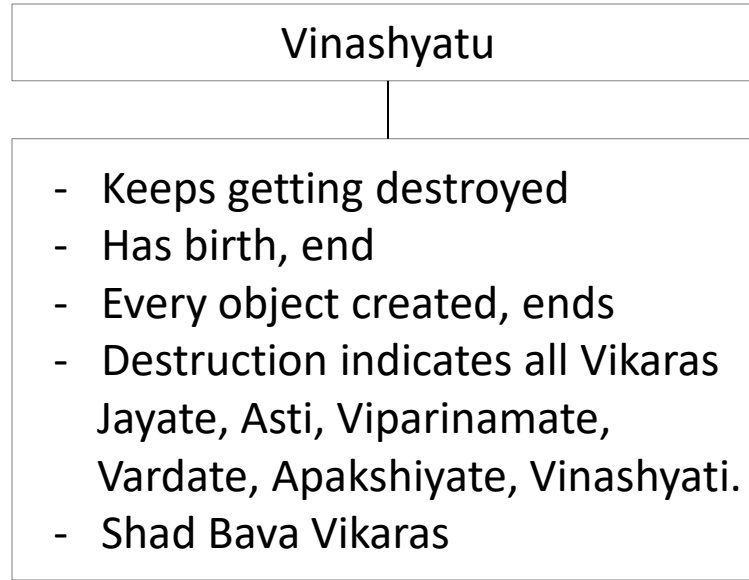 Vinashyatu
- Keeps getting destroyed
- Has birth, end
- Every object created, ends
- Destruction indicates all Vikaras
Jayate, Asti, Viparinamate,
Vardate, Apakshiyate, Vinashyati.
- Shad Bava Vikaras